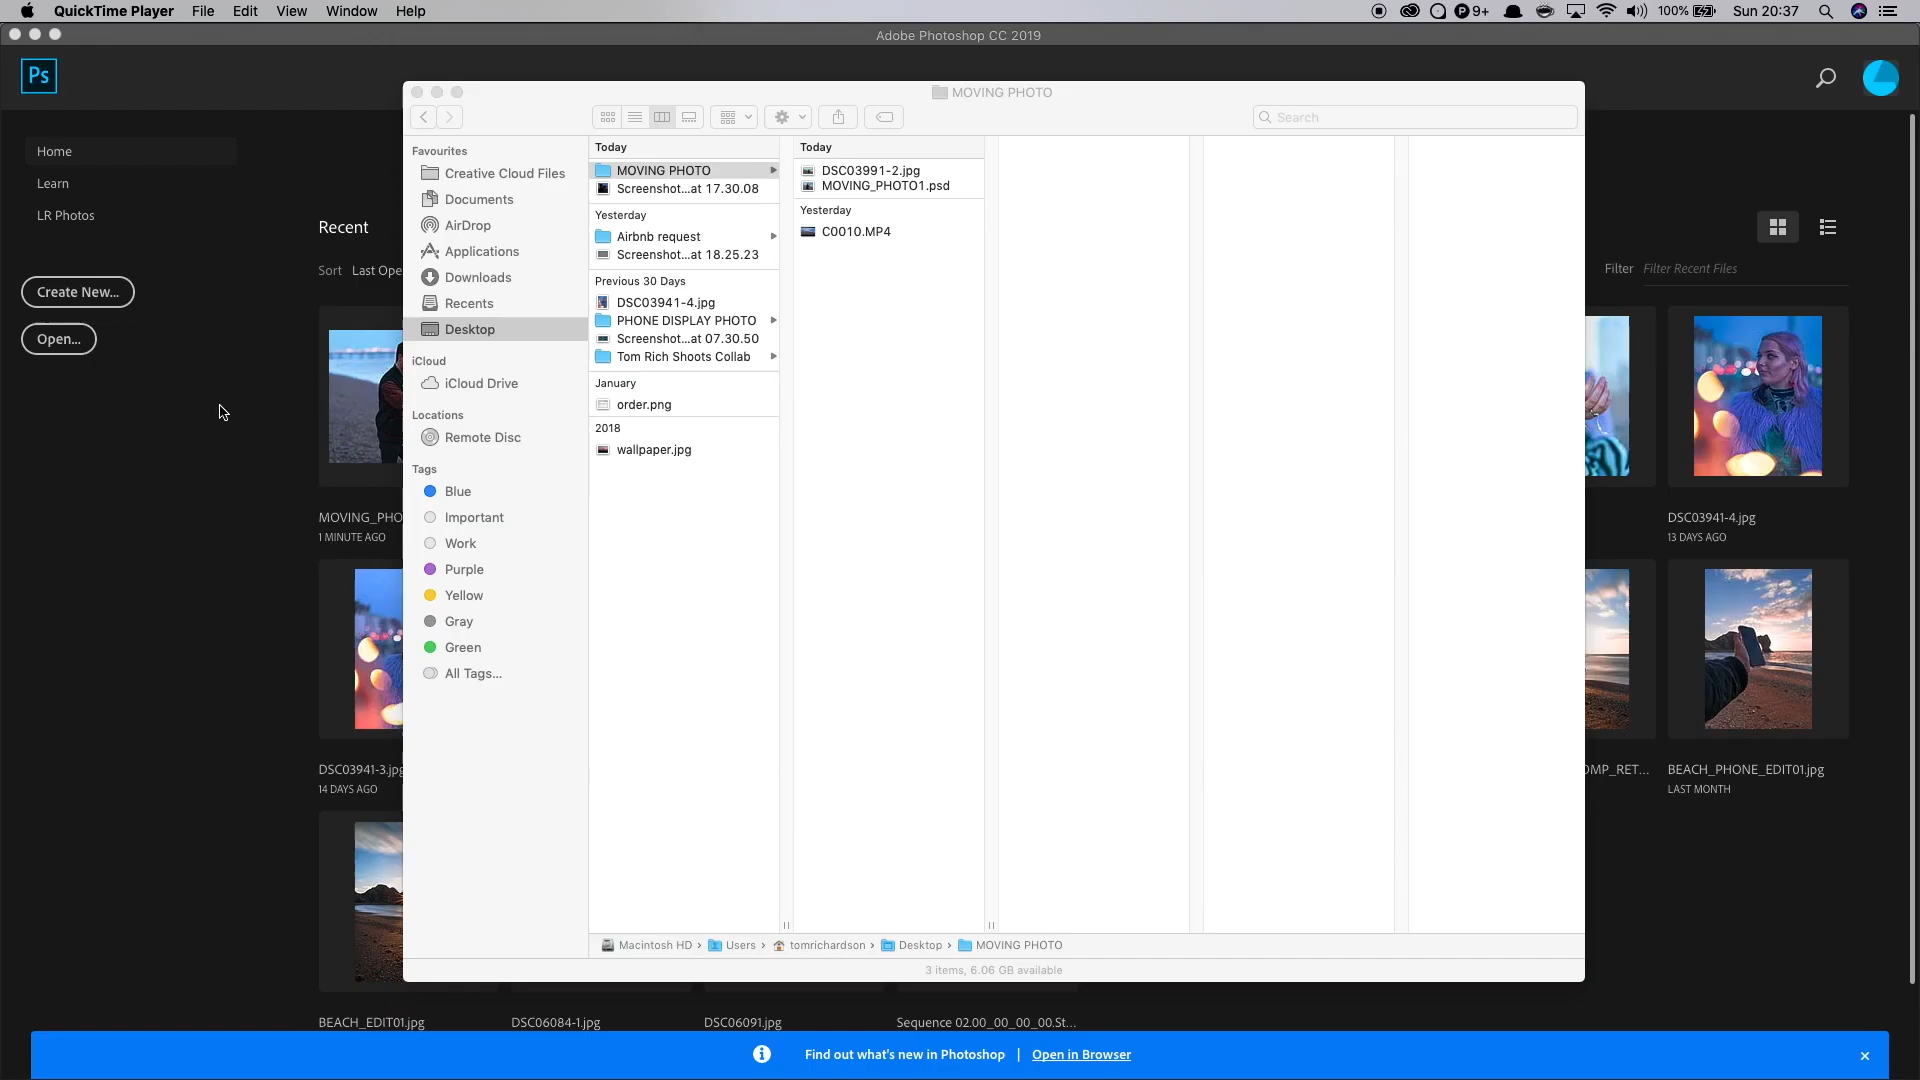 QuickTime Player File Edit View Window Help
9+ 100% Sun 20:37
Adobe Photoshop CC 2019
Ps
Home
Learn
LR Photos
Create New...
Open...
Recent
Sort Last Ope
Filter Filter Recent Files
MOVING_PHO
1 MINUTE AGO
DSC03941-4.jpg
13 DAYS AGO
DSC03941-3.jpg
14 DAYS AGO
OMP_RET...
BEACH_PHONE_EDIT01.jpg
LAST MONTH
BEACH_EDIT01.jpg
DSC06084-1.jpg
DSC06091.jpg
Sequence 02.00_00_00_00.St...
MOVING PHOTO
Search
Favourites
Creative Cloud Files
Documents
AirDrop
Applications
Downloads
Recents
Desktop
iCloud
iCloud Drive
Locations
Remote Disc
Tags
Blue
Important
Work
Purple
Yellow
Gray
Green
All Tags...
Today
MOVING PHOTO
Screenshot...at 17.30.08
Yesterday
Airbnb request
Screenshot...at 18.25.23
Previous 30 Days
DSC03941-4.jpg
PHONE DISPLAY PHOTO
Screenshot...at 07.30.50
Tom Rich Shoots Collab
January
order.png
2018
wallpaper.jpg
Today
DSC03991-2.jpg
MOVING_PHOTO1.psd
Yesterday
C0010.MP4
Macintosh HD › Users › tomrichardson › Desktop › MOVING PHOTO
3 items, 6.06 GB available
Find out what's new in Photoshop | Open in Browser